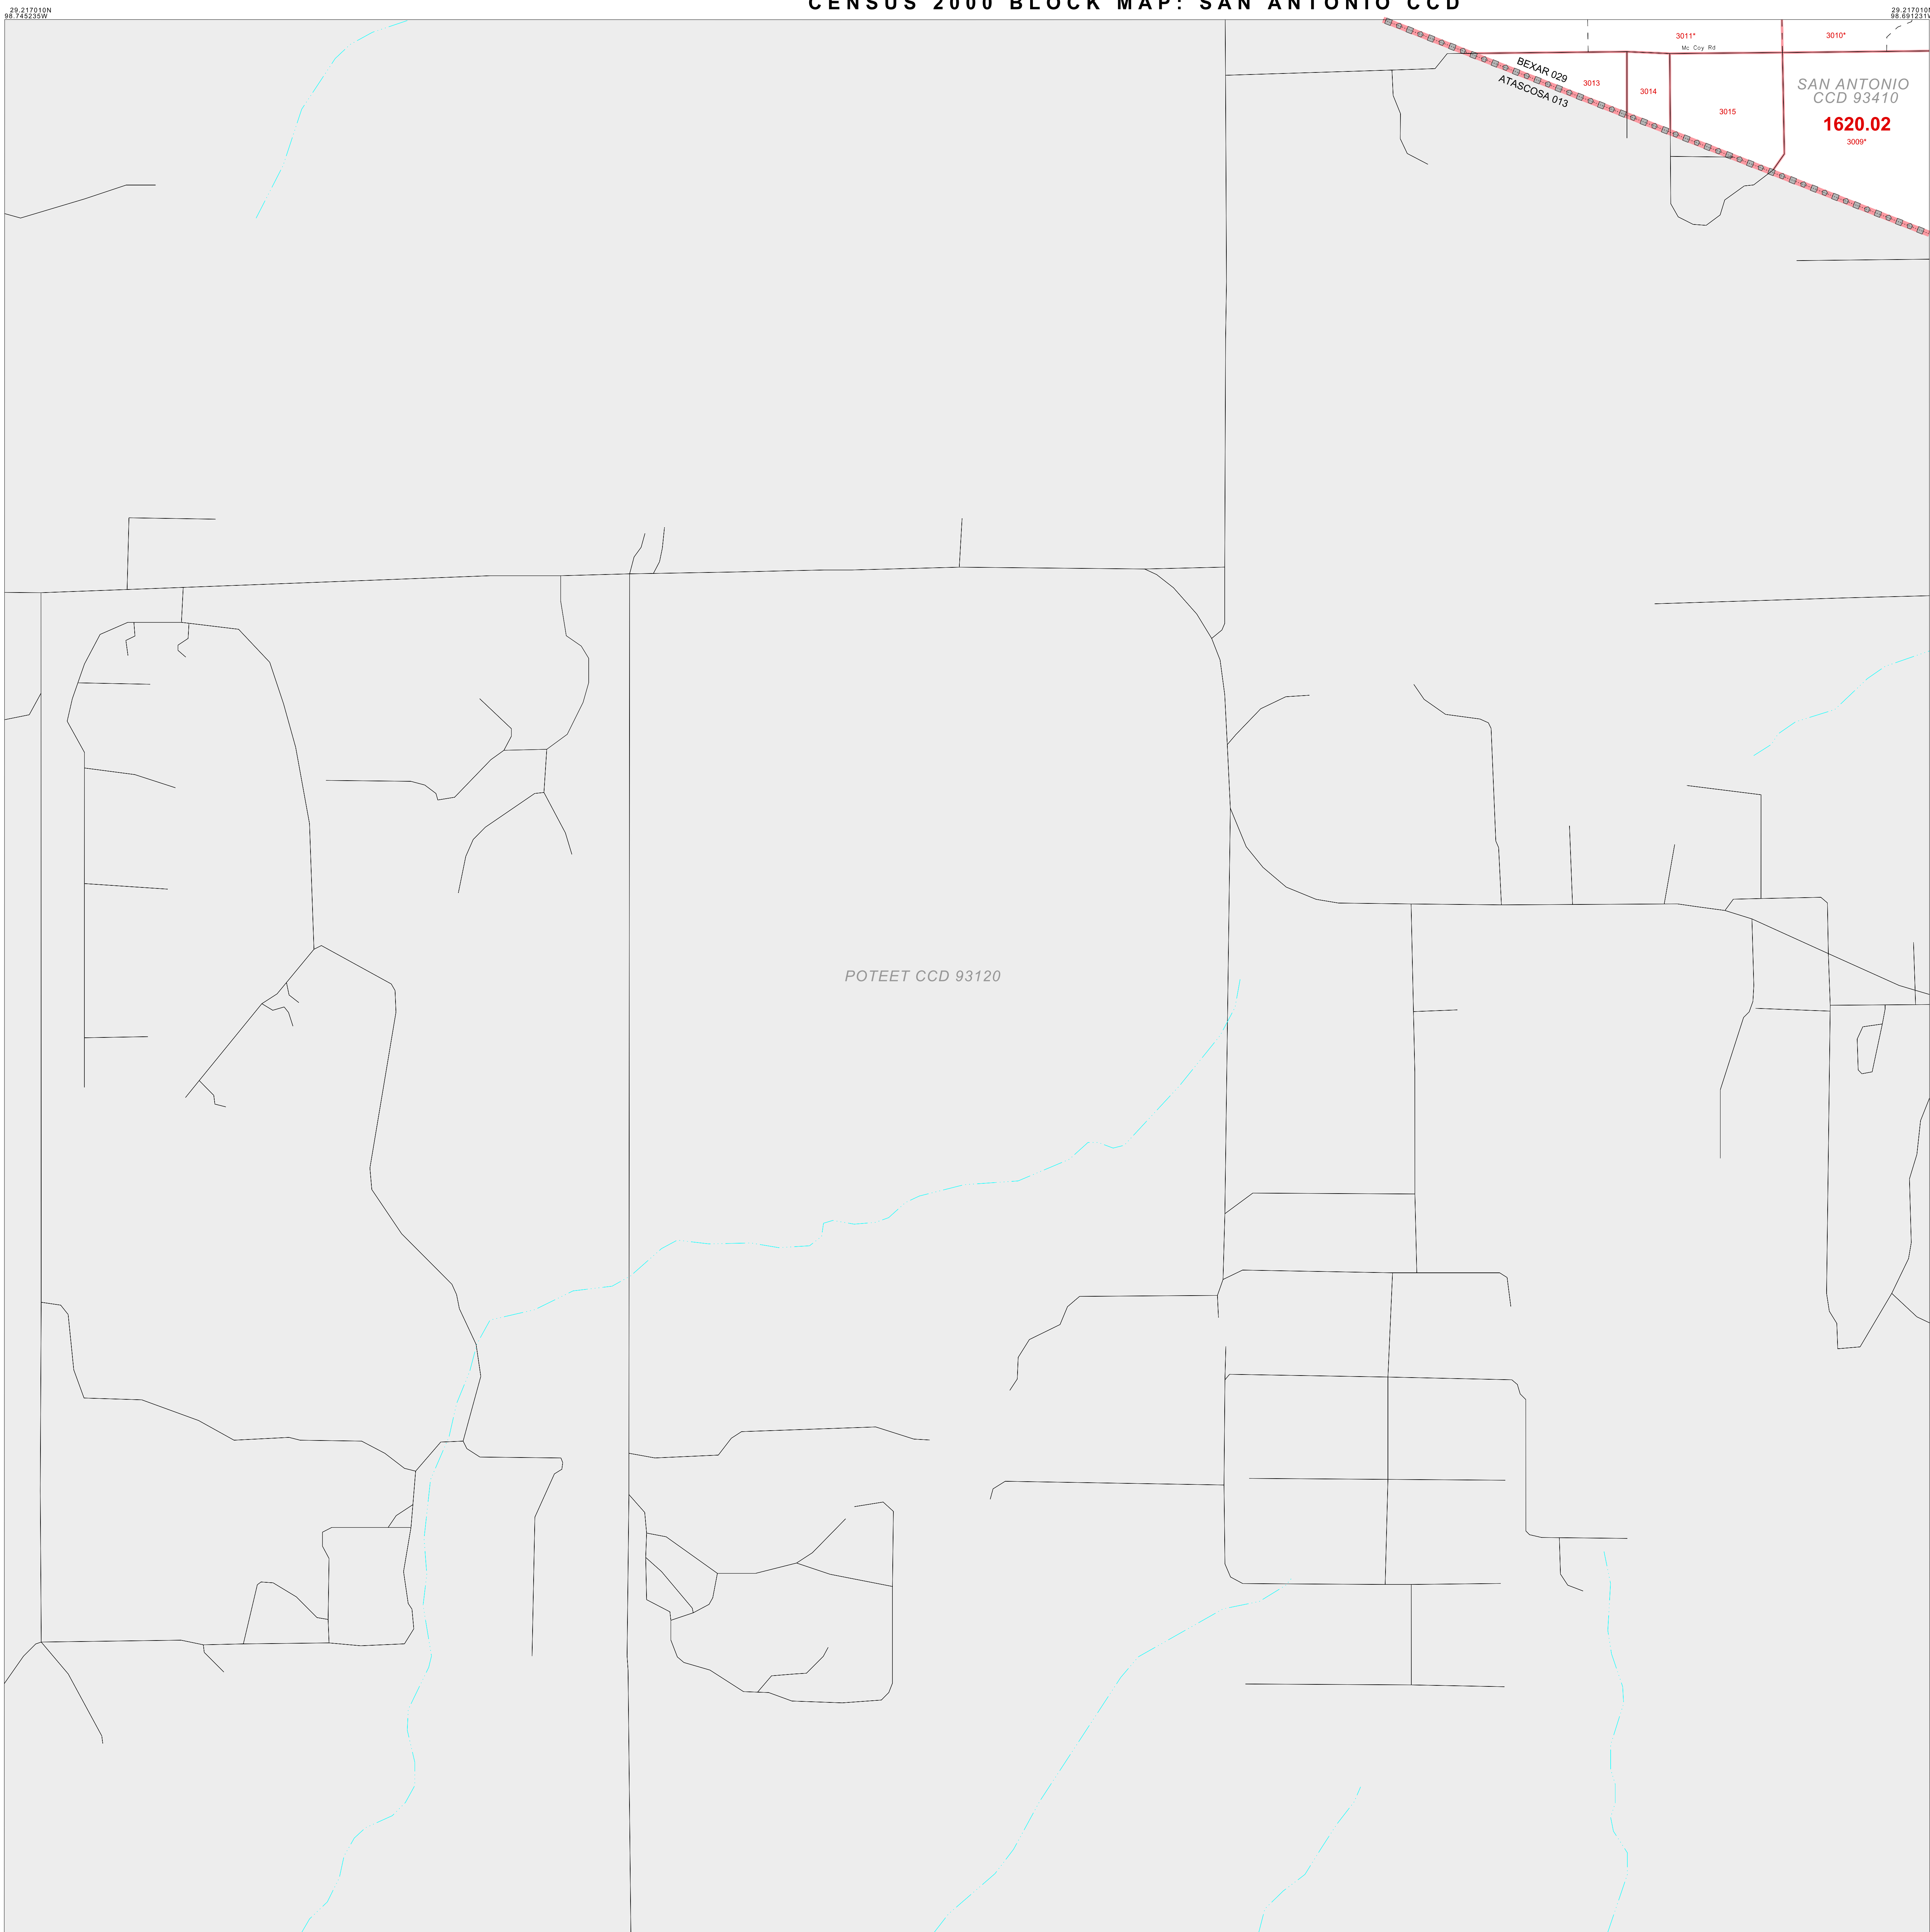 CENSUS 2000 BLOCK MAP: SAN ANTONIO CCD
29.217010N
98.745235W
29.217010N
98.691231W
3011*
3010*
Mc Coy Rd
BEXAR 029
ATASCOSA 013
3013
3014
3015
SAN ANTONIO
CCD 93410
1620.02
3009*
POTEET CCD 93120